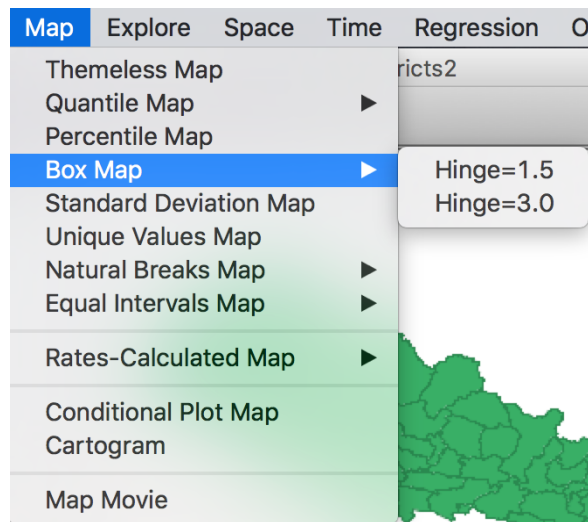 Map Explore Space Time Regression O
ricts2
Themeless Map
Quantile Map
Percentile Map
Box Map
Hinge=1.5
Hinge=3.0
Standard Deviation Map
Unique Values Map
Natural Breaks Map
Equal Intervals Map
Rates-Calculated Map
Conditional Plot Map
Cartogram
Map Movie